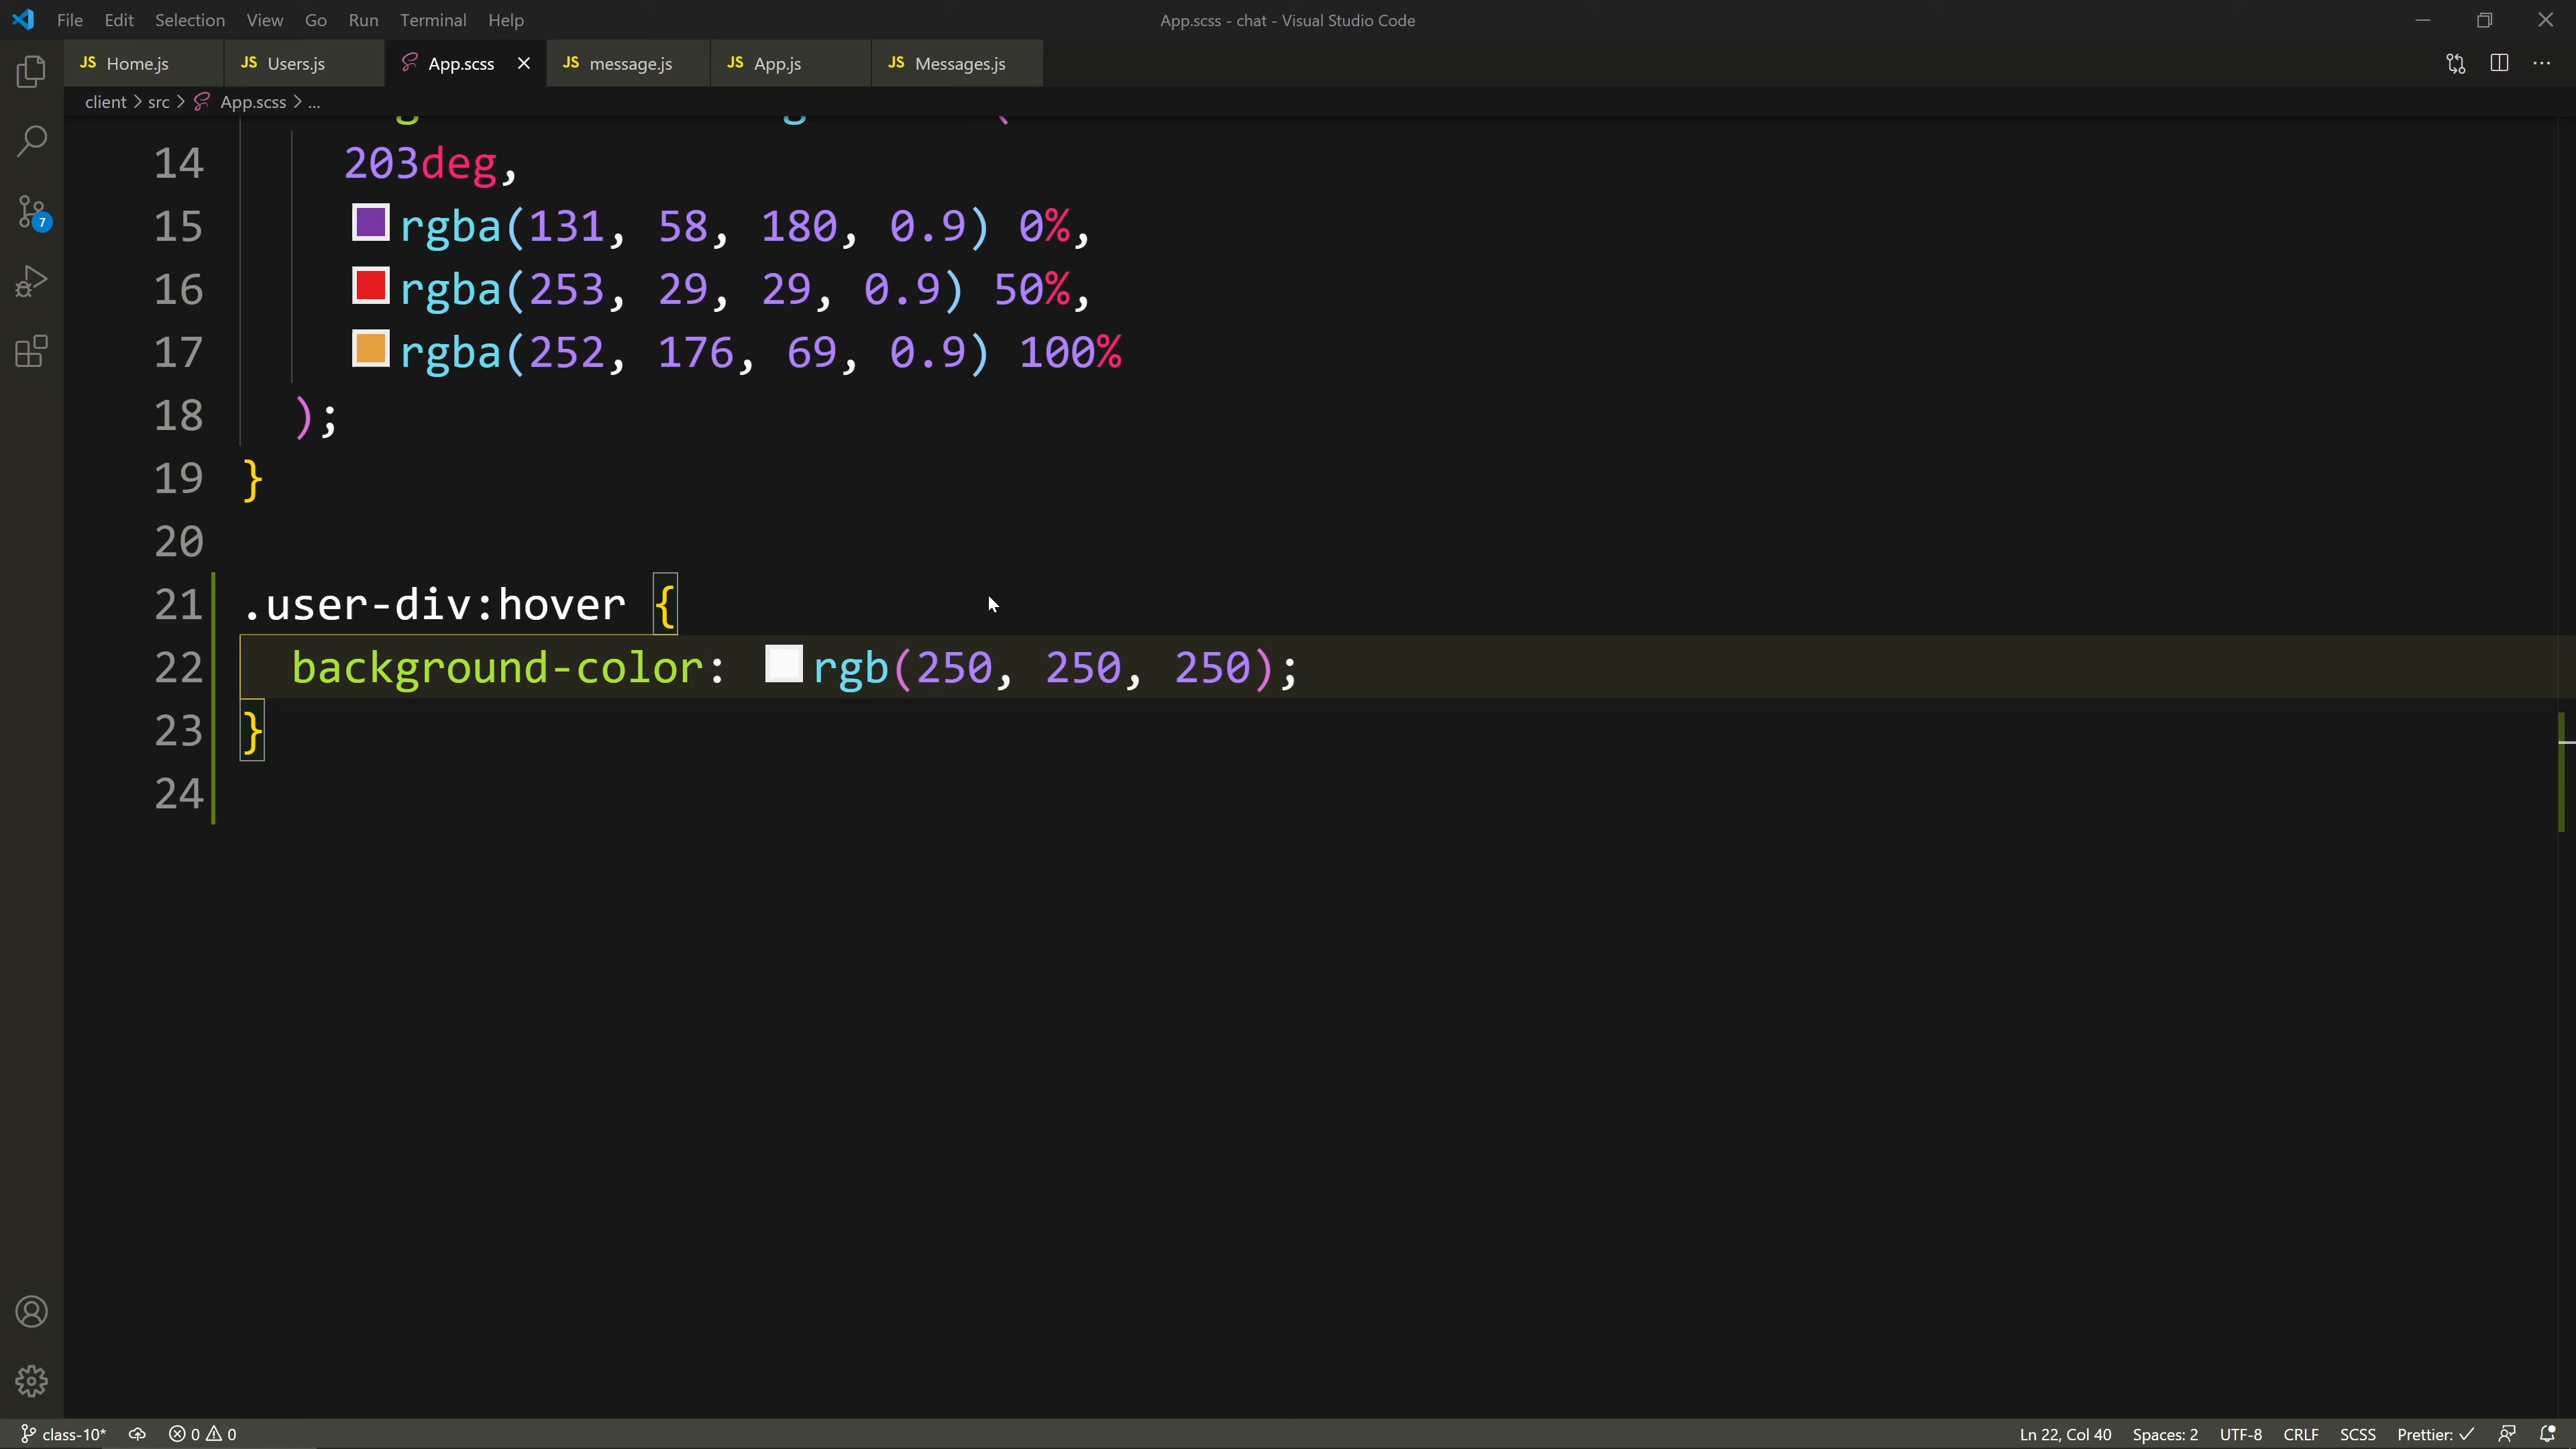 File Edit Selection View Go Run Terminal Help App.scss - chat - Visual Studio Code
JS Home.js JS Users.js App.scss JS message.js JS App.js JS Messages.js
client > src > App.scss > ...
14 203deg,
15 rgba(131, 58, 180, 0.9) 0%,
16 rgba(253, 29, 29, 0.9) 50%,
17 rgba(252, 176, 69, 0.9) 100%
18 );
19 }
20
21 .user-div:hover {
22 background-color: rgb(250, 250, 250);
23 }
24
7
class-10* 0 0 Ln 22, Col 40 Spaces: 2 UTF-8 CRLF SCSS Prettier: ✓